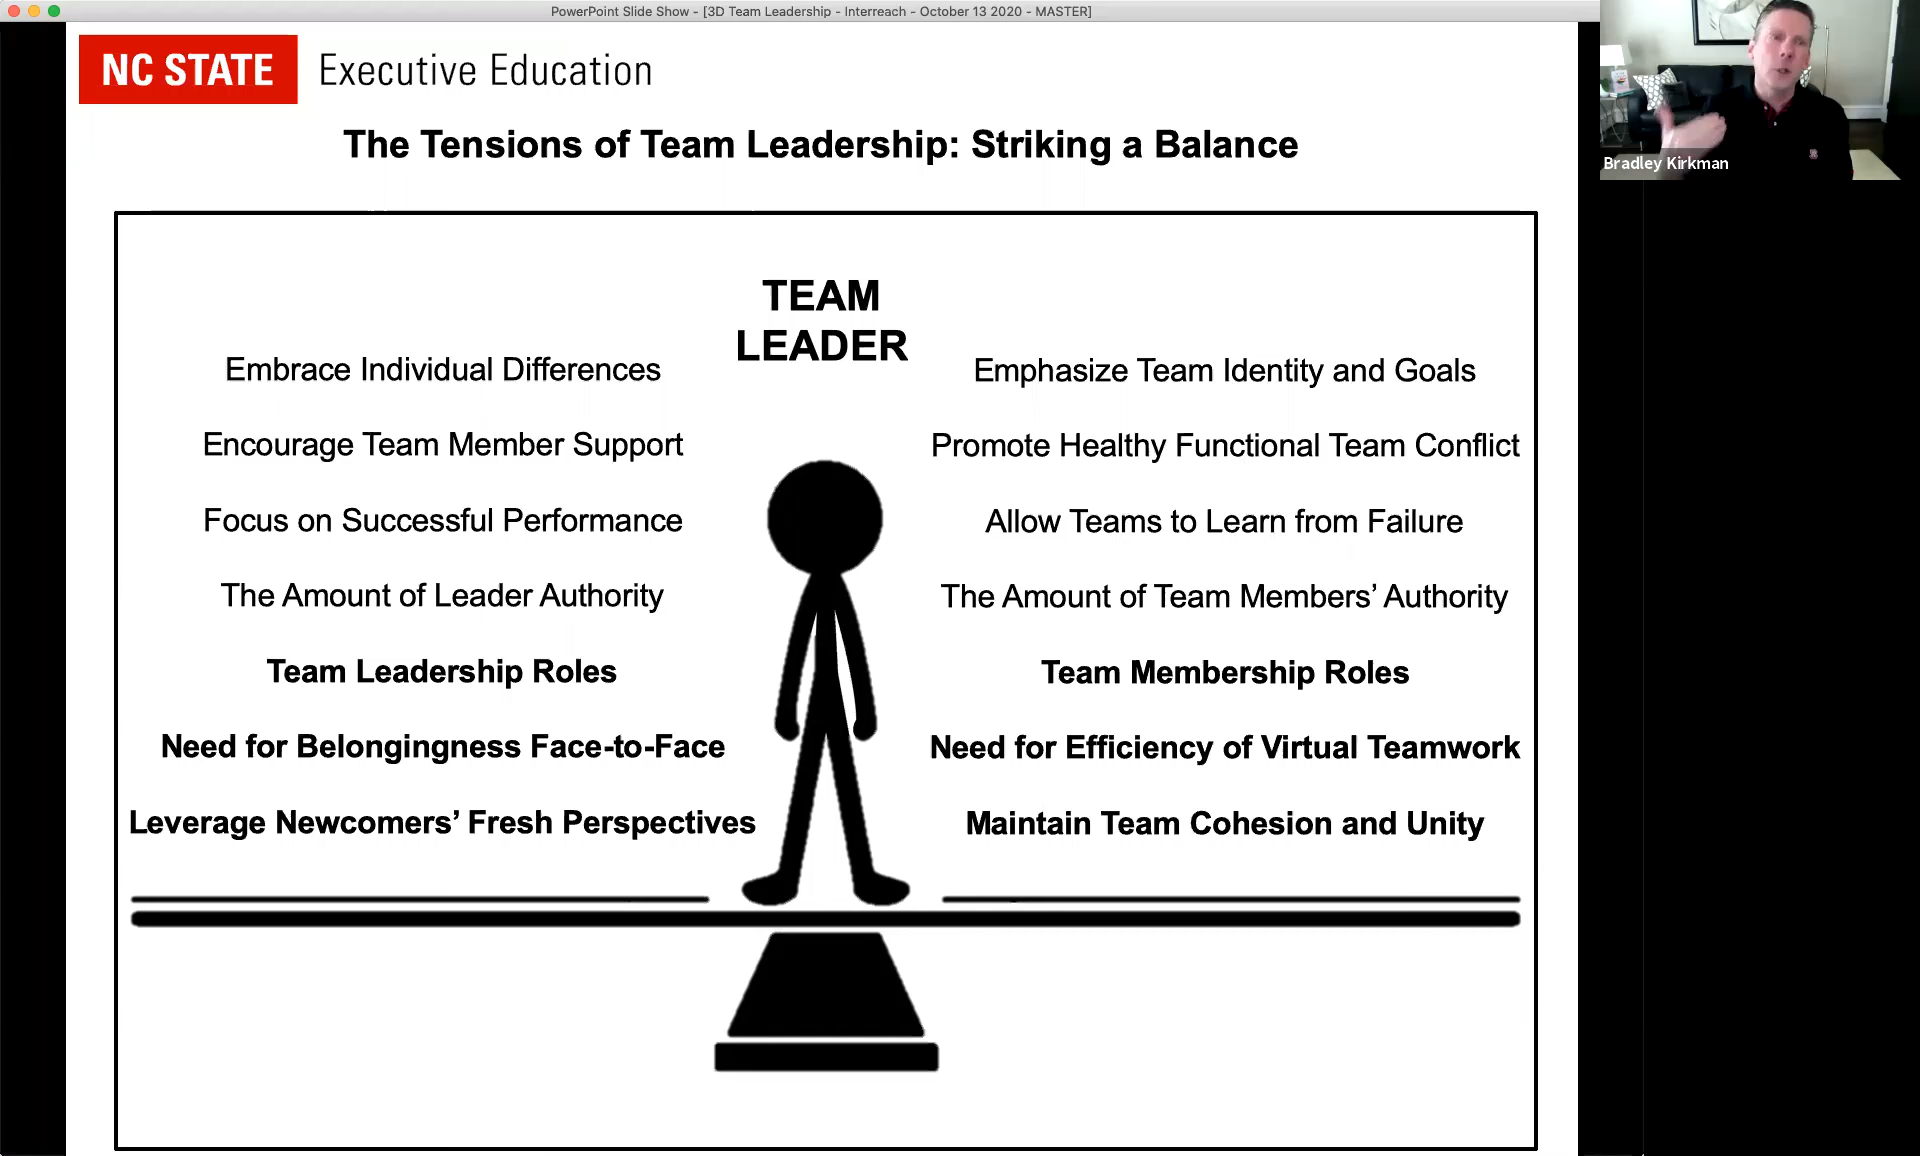 PowerPoint Slide Show - [3D Team Leadership - Interreach - October 13 2020 - MASTER]
NC STATE Executive Education
Bradley Kirkman
The Tensions of Team Leadership: Striking a Balance
TEAM
LEADER
Embrace Individual Differences
Emphasize Team Identity and Goals
Encourage Team Member Support
Promote Healthy Functional Team Conflict
Focus on Successful Performance
Allow Teams to Learn from Failure
The Amount of Leader Authority
The Amount of Team Members’ Authority
Team Leadership Roles
Team Membership Roles
Need for Belongingness Face-to-Face
Need for Efficiency of Virtual Teamwork
Leverage Newcomers’ Fresh Perspectives
Maintain Team Cohesion and Unity